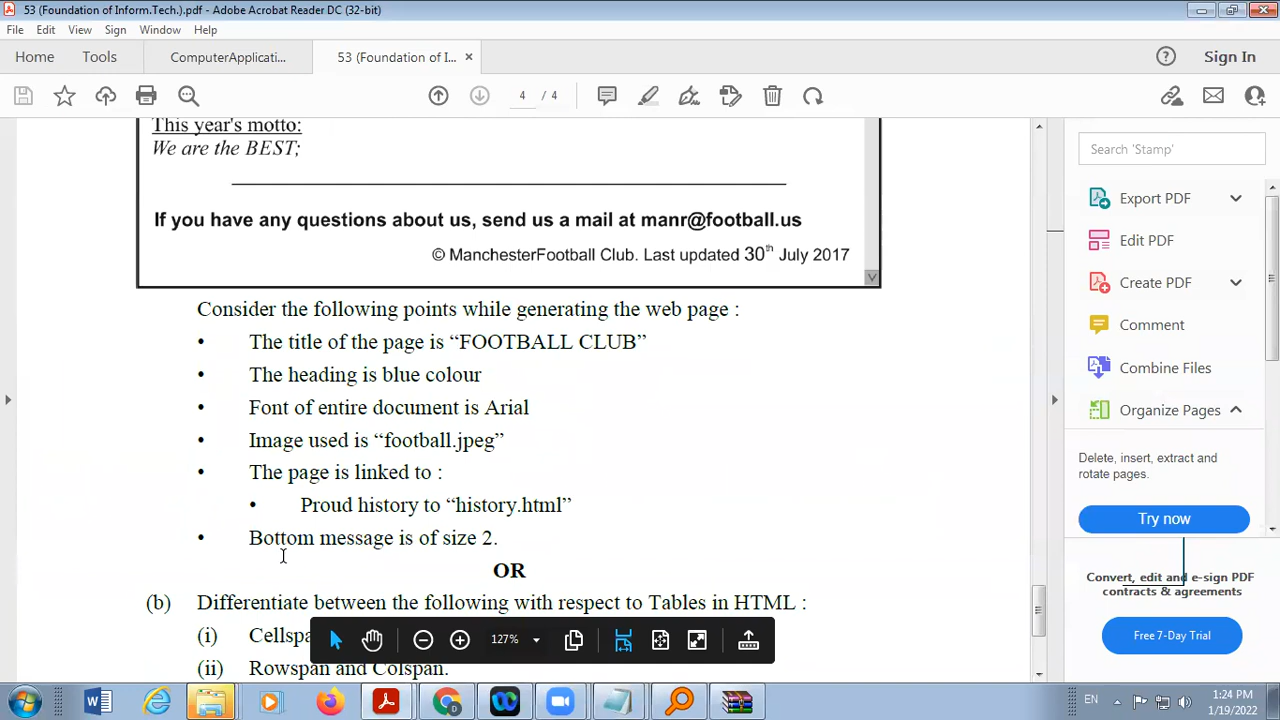 53 (Foundation of Inform.Tech.).pdf - Adobe Acrobat Reader DC (32-bit)
File Edit View Sign Window Help
Home Tools ComputerApplicati... 53 (Foundation of I... × Sign In
4 / 4
This year's motto:
We are the BEST;
If you have any questions about us, send us a mail at manr@football.us
© ManchesterFootball Club. Last updated 30th July 2017
Consider the following points while generating the web page :
• The title of the page is “FOOTBALL CLUB”
• The heading is blue colour
• Font of entire document is Arial
• Image used is “football.jpeg”
• The page is linked to :
• Proud history to “history.html”
• Bottom message is of size 2.
OR
(b) Differentiate between the following with respect to Tables in HTML :
(i) Cellsp
(ii) Rowspan and Colspan.
127%
Search 'Stamp'
Export PDF
Edit PDF
Create PDF
Comment
Combine Files
Organize Pages
Delete, insert, extract and
rotate pages.
Try now
Convert, edit and e-sign PDF
contracts & agreements
Free 7-Day Trial
EN
1:24 PM
1/19/2022